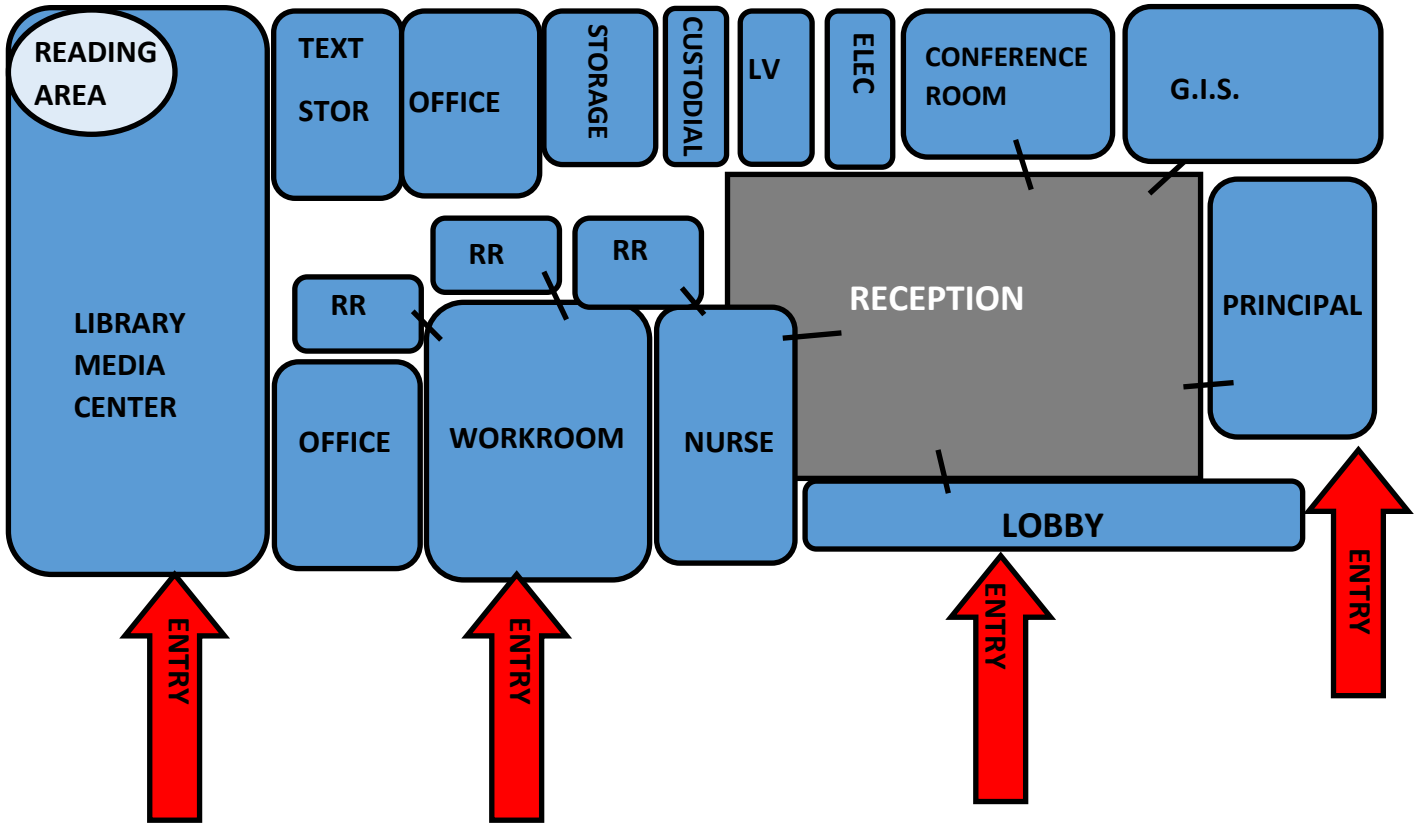 READING
AREA
TEXT
STOR
OFFICE
STORAGE
CUSTODIAL
LV
ELEC
CONFERENCE
ROOM
G.I.S.
RR
RR
RR
RECEPTION
PRINCIPAL
LIBRARY
MEDIA
CENTER
OFFICE
WORKROOM
NURSE
LOBBY
ENTRY
ENTRY
ENTRY
ENTRY